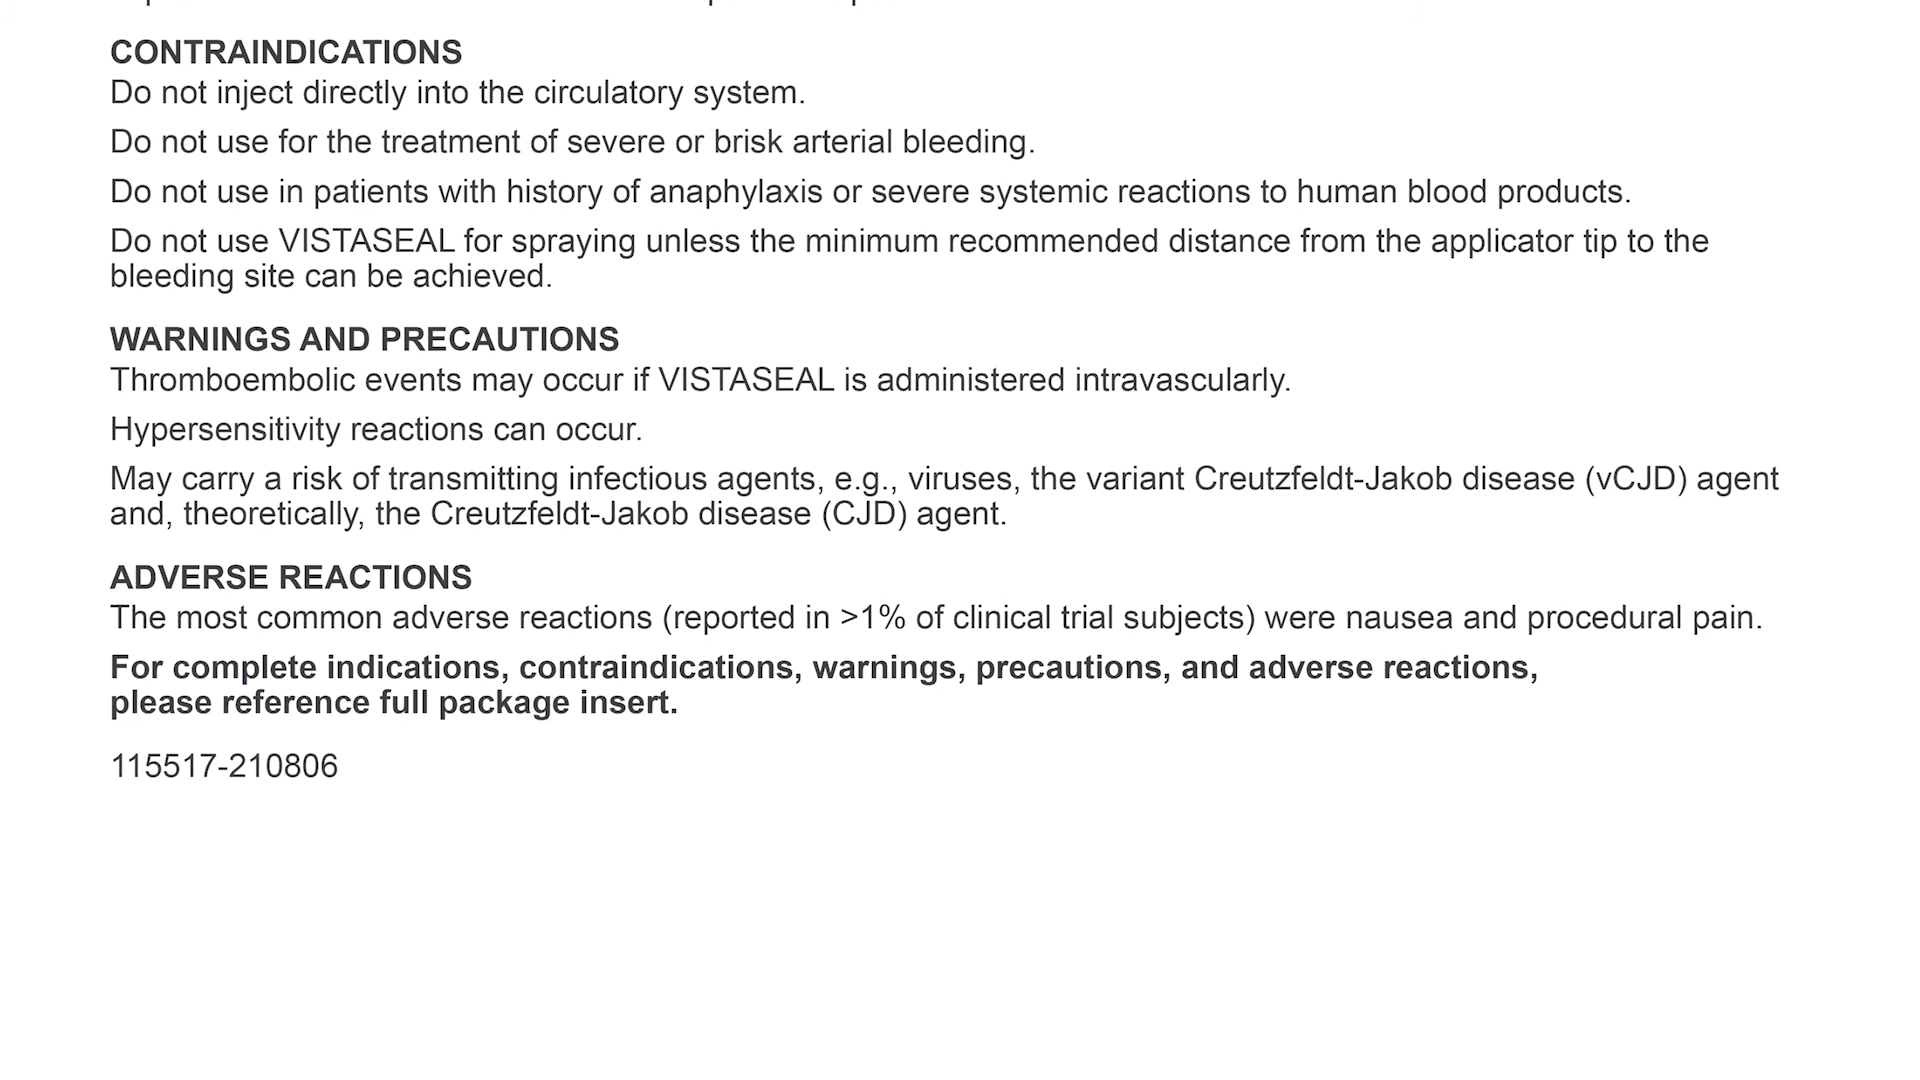 CONTRAINDICATIONS
Do not inject directly into the circulatory system.
Do not use for the treatment of severe or brisk arterial bleeding.
Do not use in patients with history of anaphylaxis or severe systemic reactions to human blood products.
Do not use VISTASEAL for spraying unless the minimum recommended distance from the applicator tip to the
bleeding site can be achieved.
WARNINGS AND PRECAUTIONS
Thromboembolic events may occur if VISTASEAL is administered intravascularly.
Hypersensitivity reactions can occur.
May carry a risk of transmitting infectious agents, e.g., viruses, the variant Creutzfeldt-Jakob disease (vCJD) agent
and, theoretically, the Creutzfeldt-Jakob disease (CJD) agent.
ADVERSE REACTIONS
The most common adverse reactions (reported in >1% of clinical trial subjects) were nausea and procedural pain.
For complete indications, contraindications, warnings, precautions, and adverse reactions,
please reference full package insert.
115517-210806